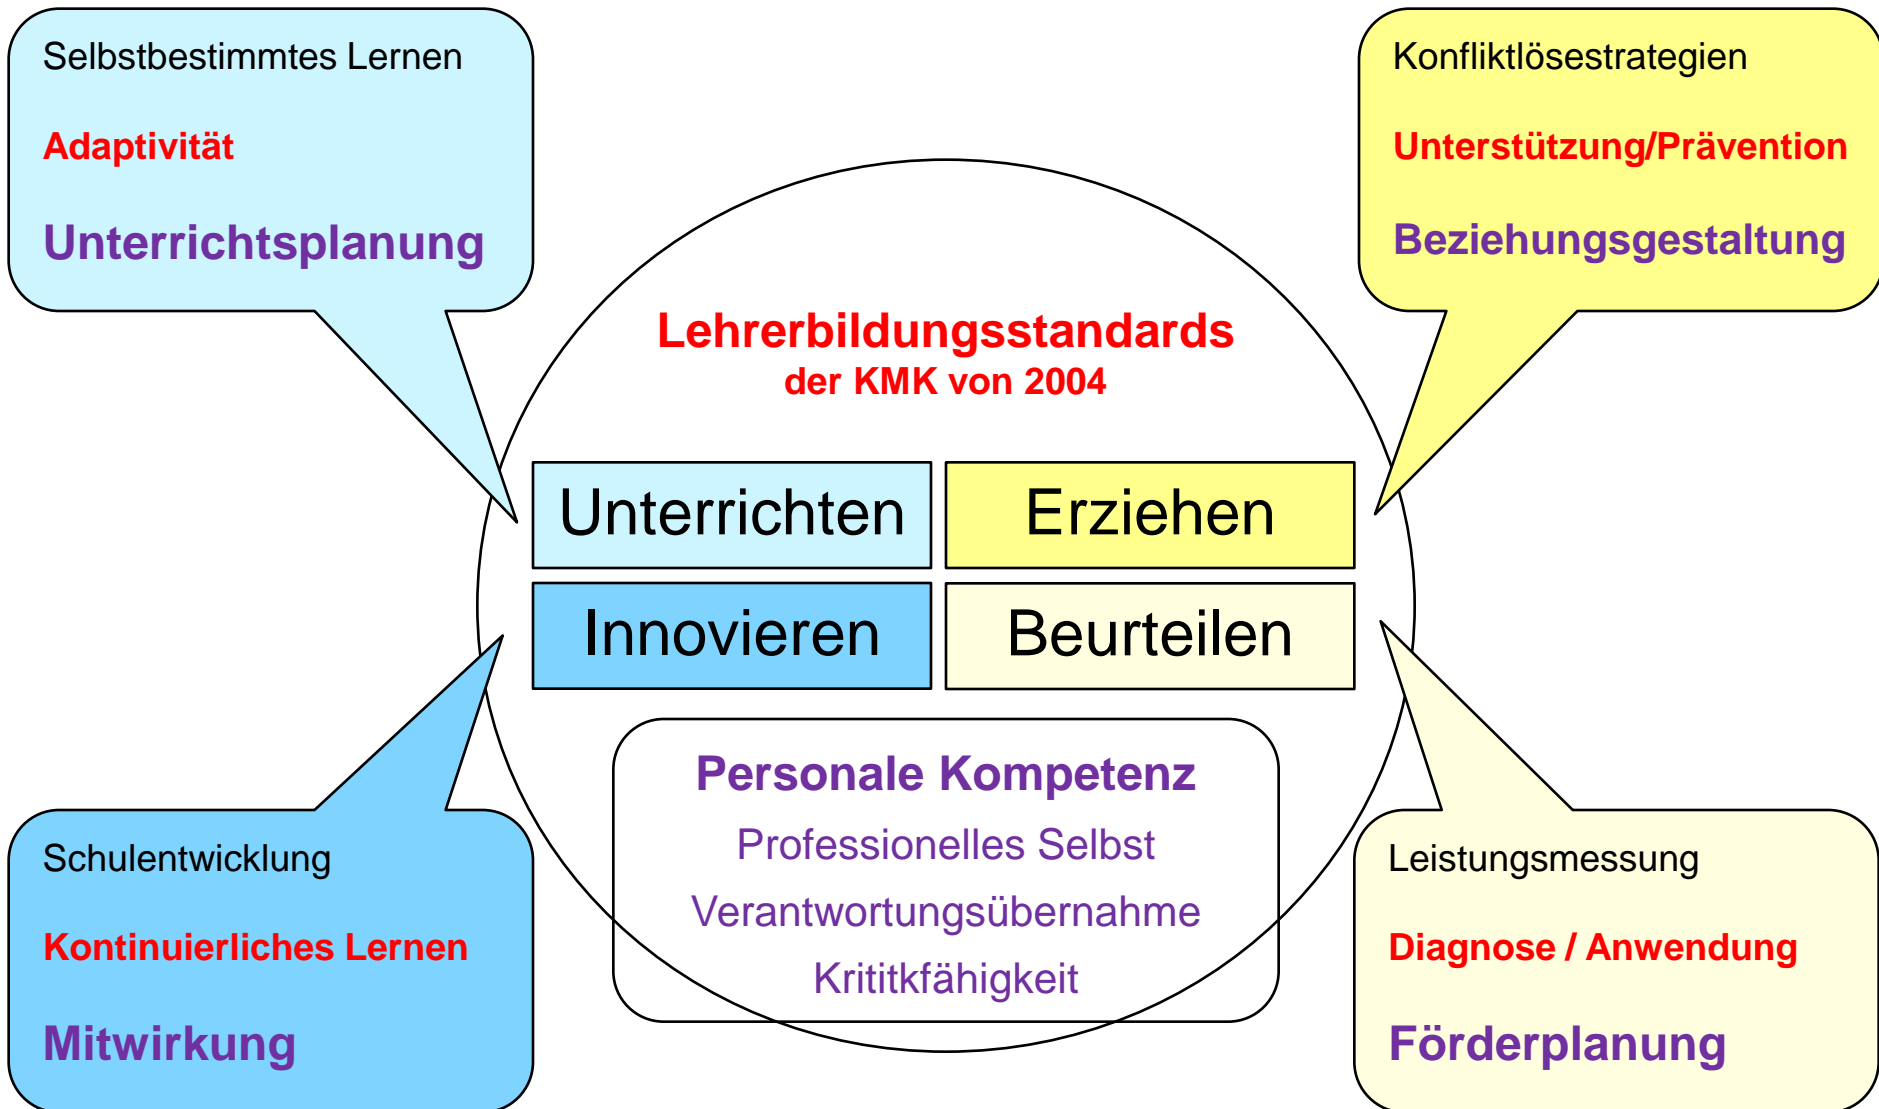 Selbstbestimmtes Lernen
Adaptivität
Unterrichtsplanung
Konfliktlösestrategien
Unterstützung/Prävention
Beziehungsgestaltung
Lehrerbildungsstandards
der KMK von 2004
Unterrichten
Erziehen
Innovieren
Beurteilen
Personale Kompetenz
Professionelles Selbst
Verantwortungsübernahme
Krititkfähigkeit
Schulentwicklung
Kontinuierliches Lernen
Mitwirkung
Leistungsmessung
Diagnose / Anwendung
Förderplanung